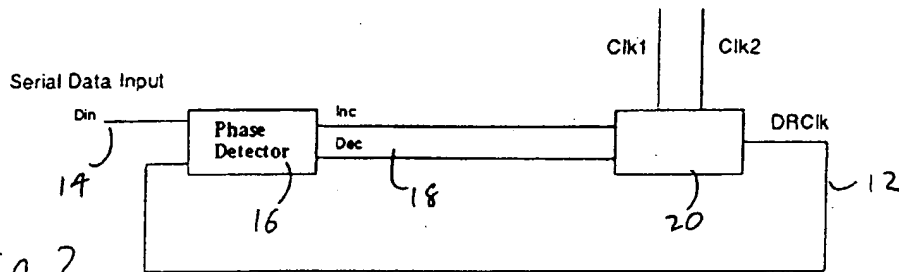 Clk1
Clk2
Serial Data Input
Din
Inc
DRClk
Phase
Detector
Dec
14
16
18
20
12